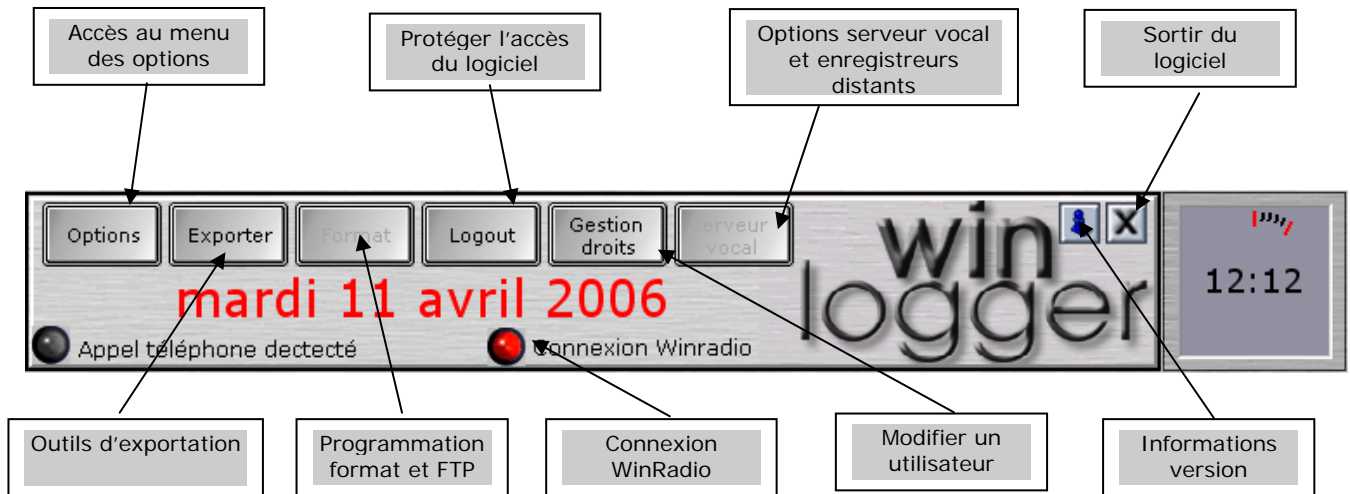 Accès au menu
des options
Protéger l'accès
du logiciel
Options serveur vocal
et enregistreurs
distants
Sortir du
logiciel
Options
Exporter
Format
Logout
Gestion
droits
Serveur
vocal
win
logger
X
12:12
mardi 11 avril 2006
Appel téléphone dectecté
Connexion Winradio
Outils d'exportation
Programmation
format et FTP
Connexion
WinRadio
Modifier un
utilisateur
Informations
version